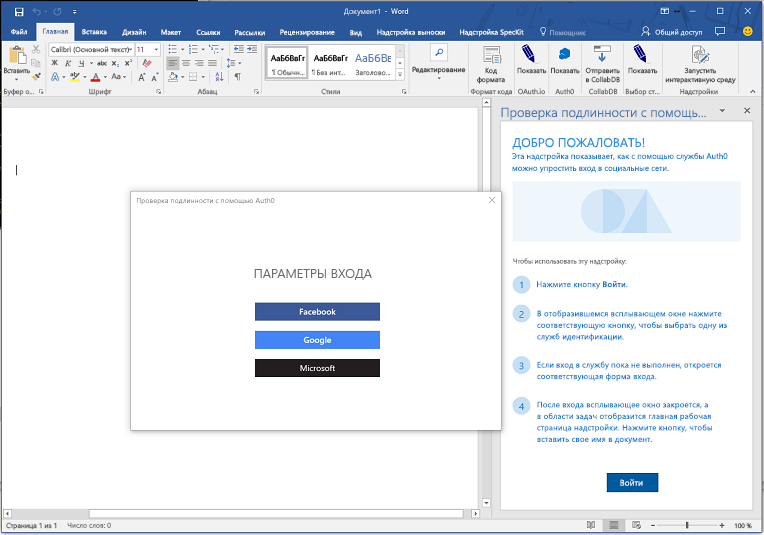 Документ1 - Word
Файл Главная Вставка Дизайн Макет Ссылки Рассылки Рецензирование Вид Надстройка выноски Надстройка SpecKit Помощник Общий доступ
Calibri (Основной текст) 11
Вставить
Ж К Ч abc x₂ x²
Aa
АаБбВвГг АаБбВвГг АаБбВв
¶ Обычн... ¶ Без инт... Заголово...
Редактирование
Код формата
Показать
Показать
Отправить в CollabDB
Показать
Запустить интерактивную среду
Буфер о... Шрифт Абзац Стили Формат кода OAuth.io Auth0 CollabDB Выбор ст... Надстройки
Проверка подлинности с помощь...
ДОБРО ПОЖАЛОВАТЬ!
Эта надстройка показывает, как с помощью службы Auth0
можно упростить вход в социальные сети.
Чтобы использовать эту надстройку:
1 Нажмите кнопку Войти.
2 В отобразившемся всплывающем окне нажмите
соответствующую кнопку, чтобы выбрать одну из
служб идентификации.
3 Если вход в службу пока не выполнен, откроется
соответствующая форма входа.
4 После входа всплывающее окно закроется, а
в области задач отобразится главная рабочая
страница надстройки. Нажмите кнопку, чтобы
вставить свое имя в документ.
Войти
Проверка подлинности с помощью Auth0
ПАРАМЕТРЫ ВХОДА
Facebook
Google
Microsoft
Страница 1 из 1 Число слов: 0 100 %